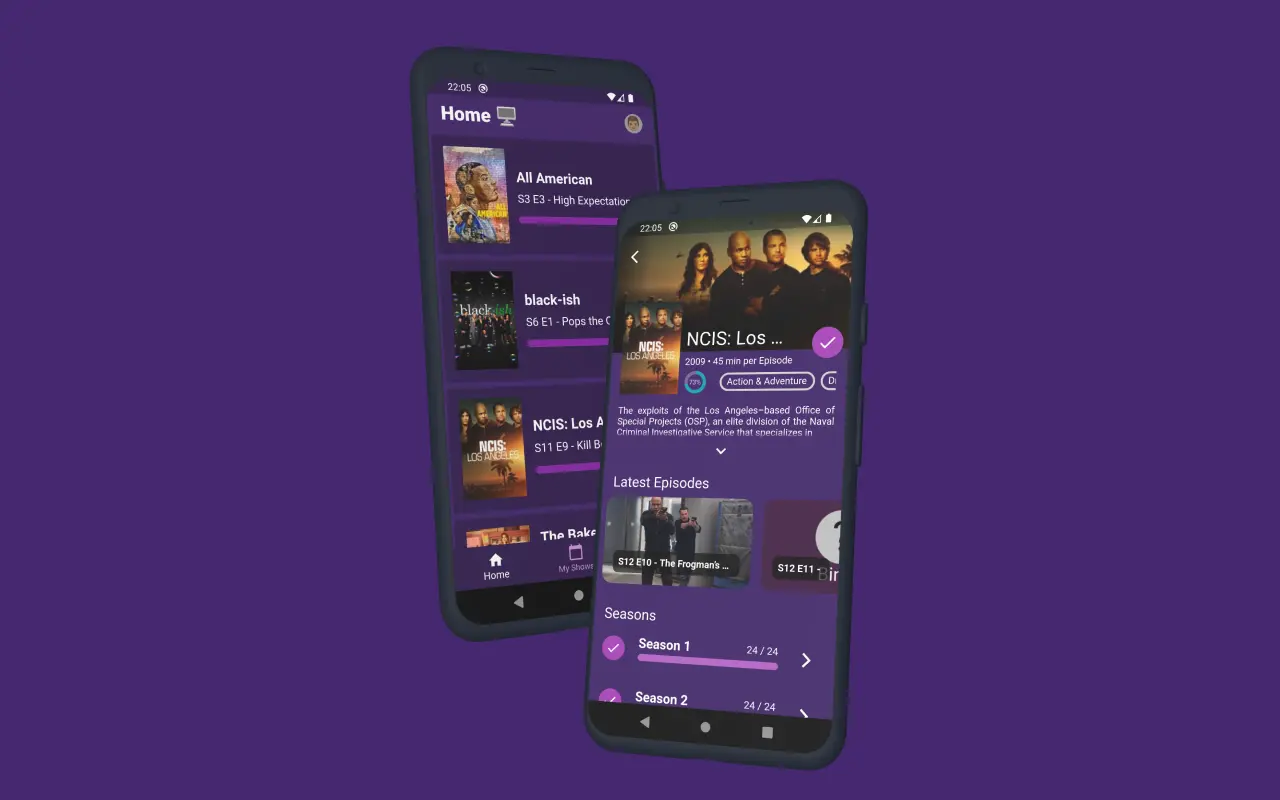 22:05
Home
ALL AMERICAN
All American
S3 E3 - High Expectation
black-ish
black-ish
S6 E1 - Pops the
NCIS:
LOS ANGELES
NCIS: Los A
S11 E9 - Kill B
The Bake
Home
My Shows
22:05
NCIS:
LOS ANGELES
NCIS: Los ...
2009 • 45 min per Episode
73%
Action & Adventure
D
The exploits of the Los Angeles–based Office of
Special Projects (OSP), an elite division of the Naval
Criminal Investigative Service that specializes in
Latest Episodes
S12 E10 - The Frogman's ...
?
S12 E11 -
Bir
Seasons
Season 1
24 / 24
Season 2
24 / 24